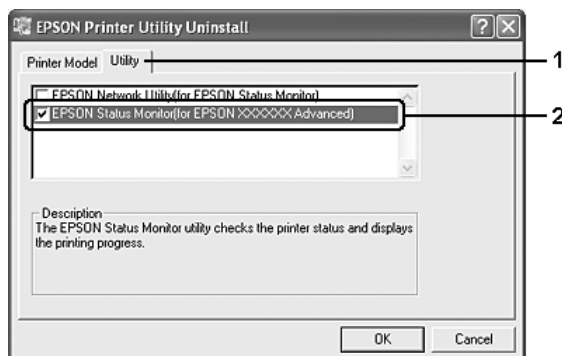 EPSON Printer Utility Uninstall
Printer Model Utility
1
EPSON Network Utility(for EPSON Status Monitor)
EPSON Status Monitor(for EPSON XXXXXX Advanced)
2
Description
The EPSON Status Monitor utility checks the printer status and displays
the printing progress.
OK Cancel